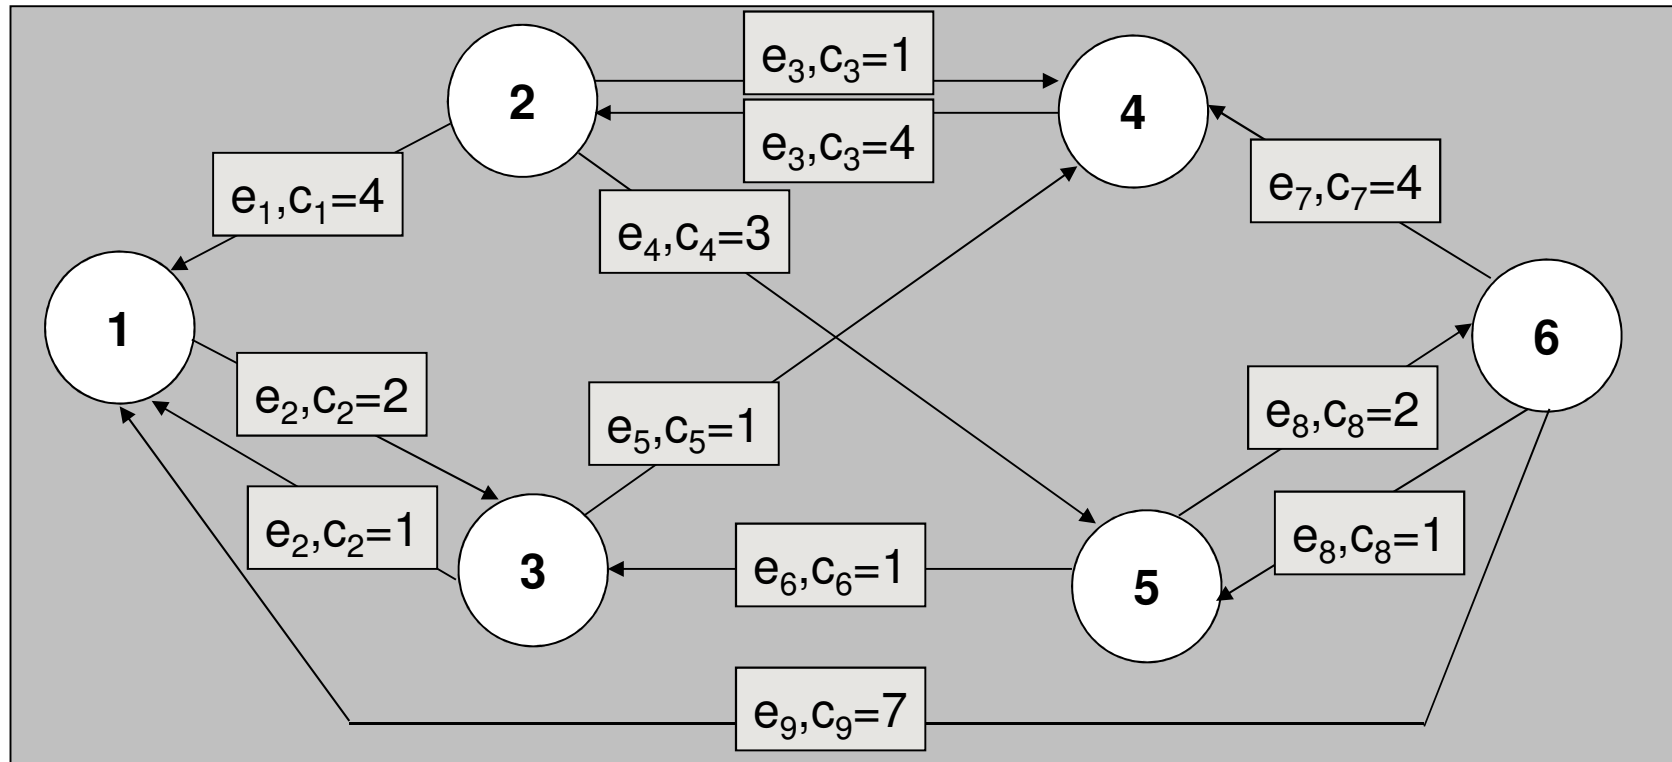 2
e₃,c₃=1
4
e₃,c₃=4
e₁,c₁=4
e₇,c₇=4
e₄,c₄=3
1
6
e₂,c₂=2
e₅,c₅=1
e₈,c₈=2
e₂,c₂=1
e₈,c₈=1
3
e₆,c₆=1
5
e₉,c₉=7